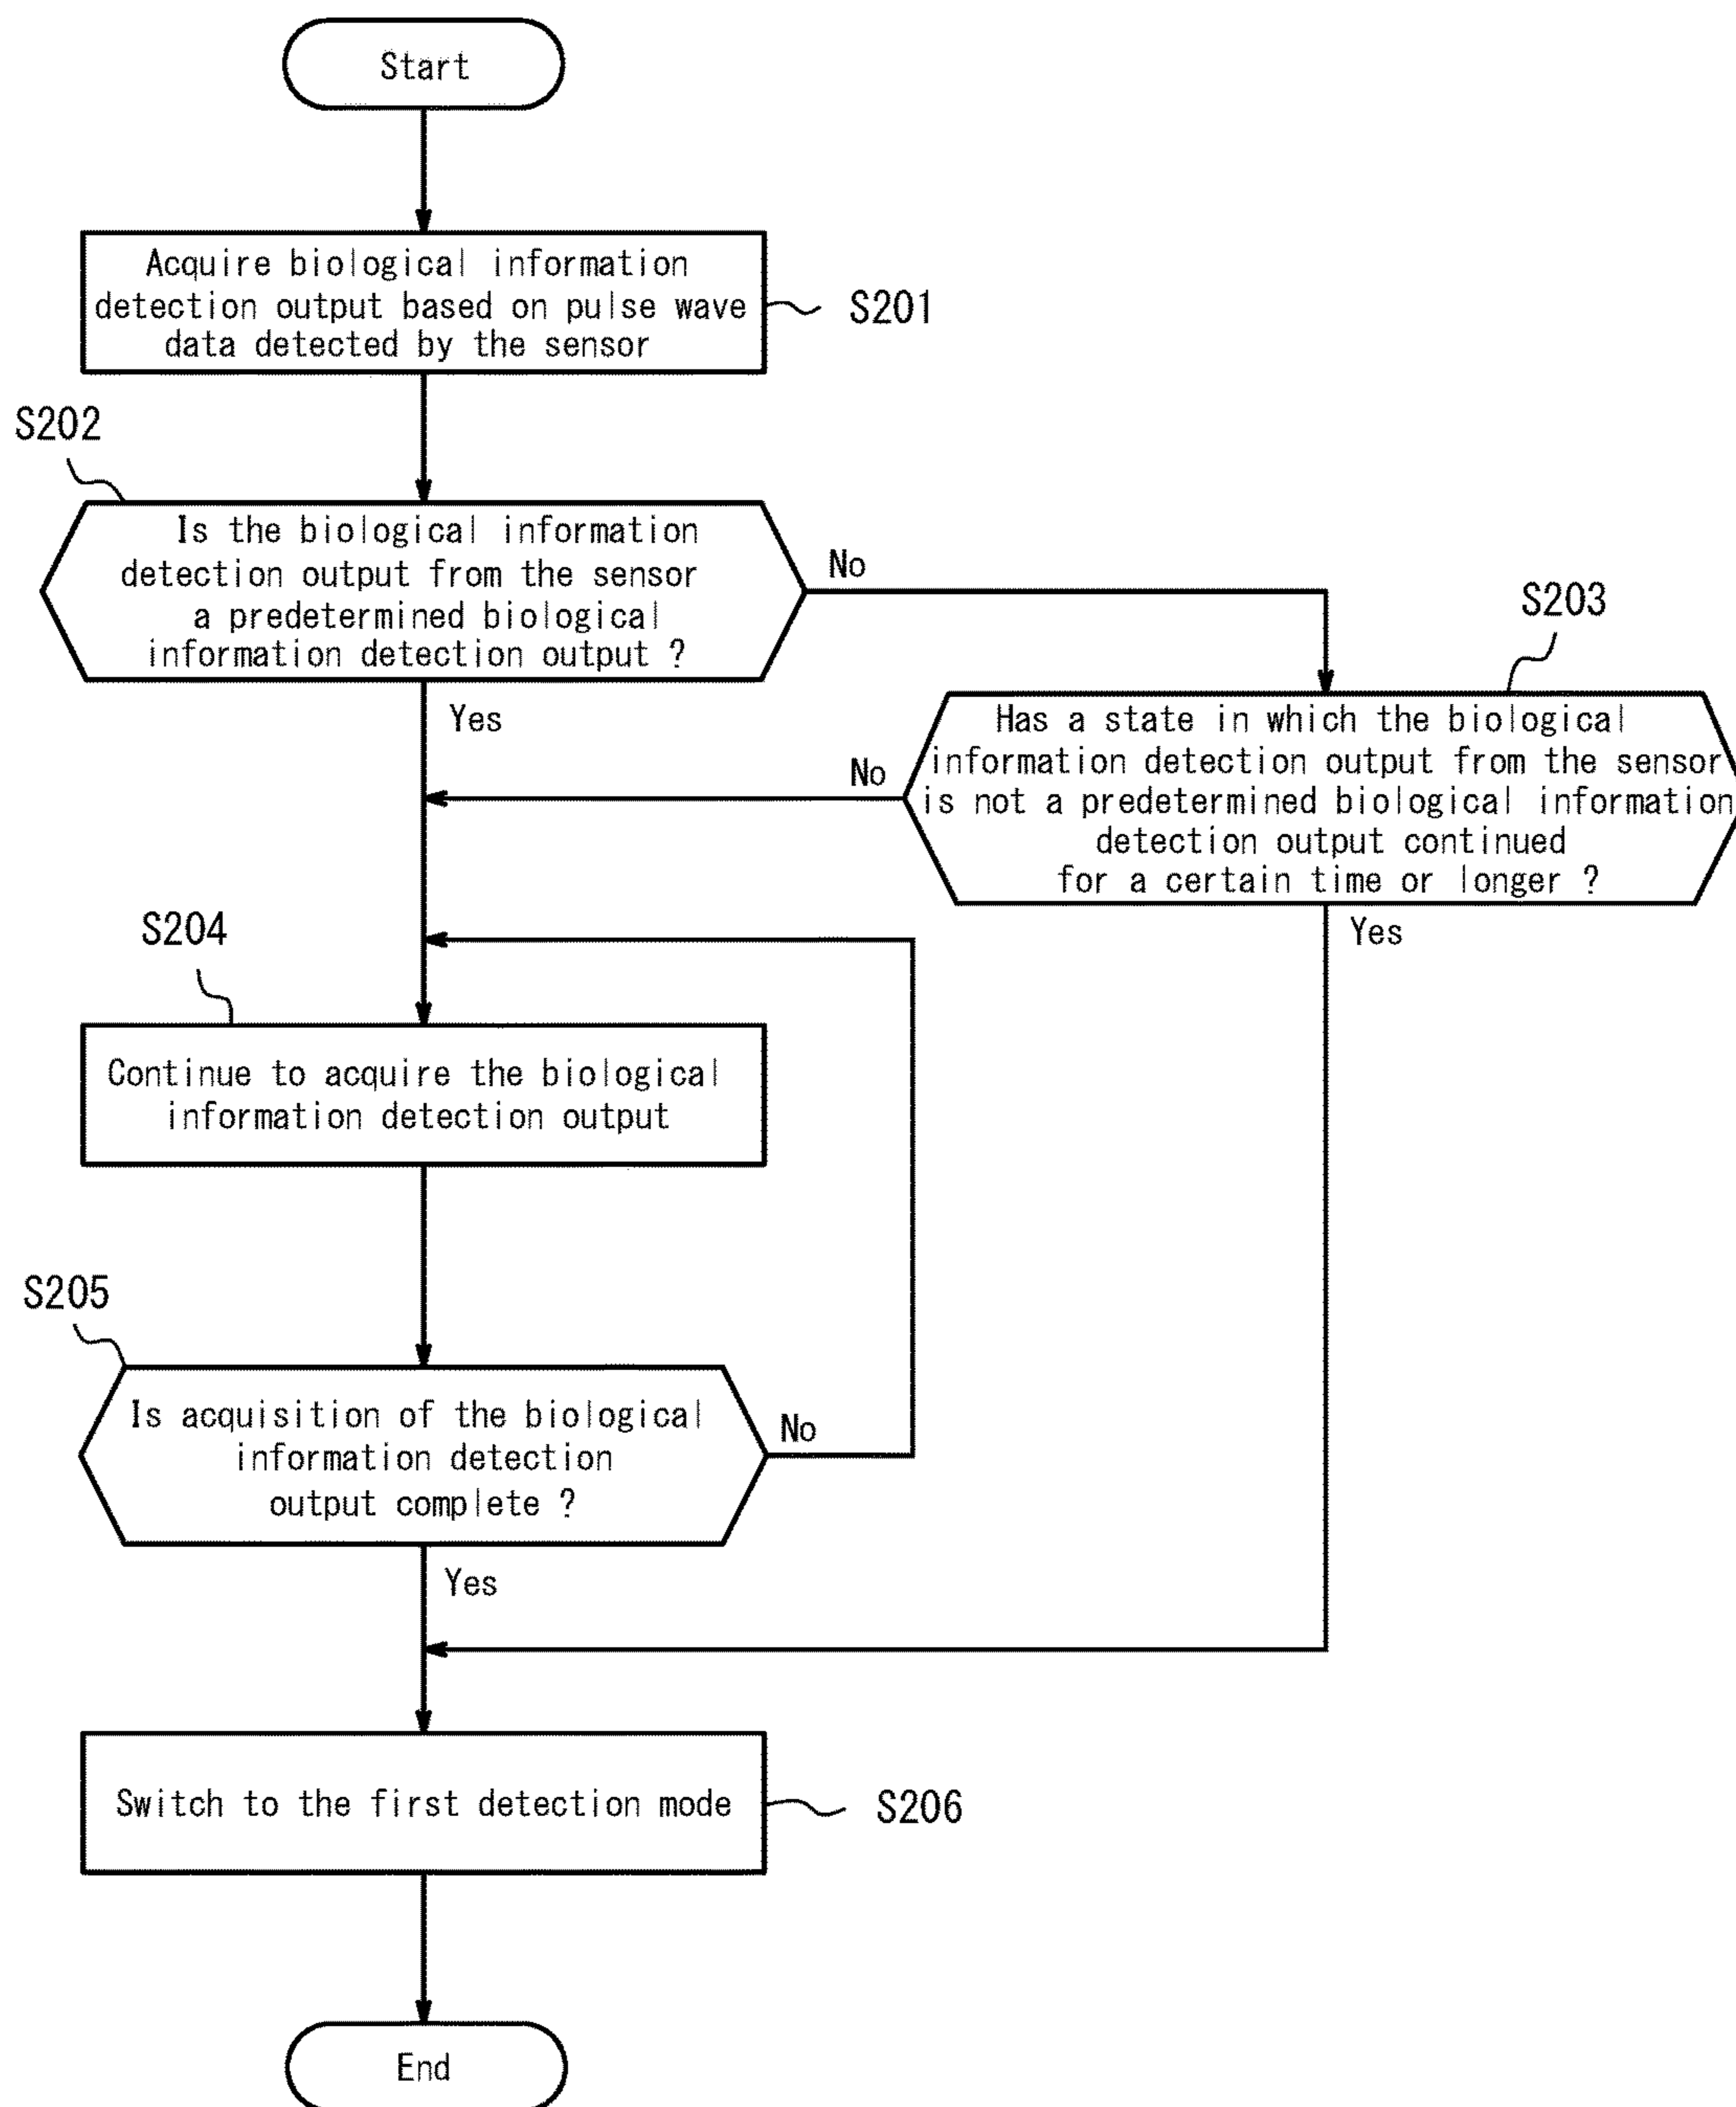 Start
Acquire biological information
detection output based on pulse wave
data detected by the sensor
S201
S202
Is the biological information
detection output from the sensor
a predetermined biological
information detection output ?
No
Yes
S203
Has a state in which the biological
information detection output from the sensor
is not a predetermined biological information
detection output continued
for a certain time or longer ?
No
Yes
S204
Continue to acquire the biological
information detection output
S205
Is acquisition of the biological
information detection
output complete ?
No
Yes
Switch to the first detection mode
S206
End